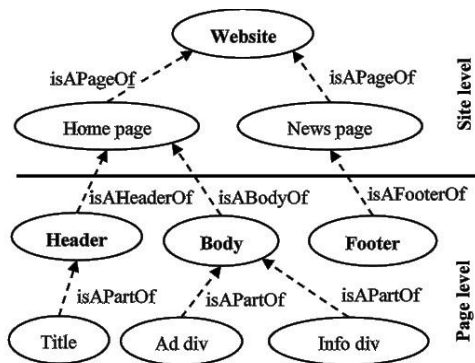 Website
isAPageOf
isAPageOf
Site level
Home page
News page
isAHeaderOf
isABodyOf
isAFooterOf
Header
Body
Footer
Page level
isAPartOf
isAPartOf
isAPartOf
Title
Ad div
Info div